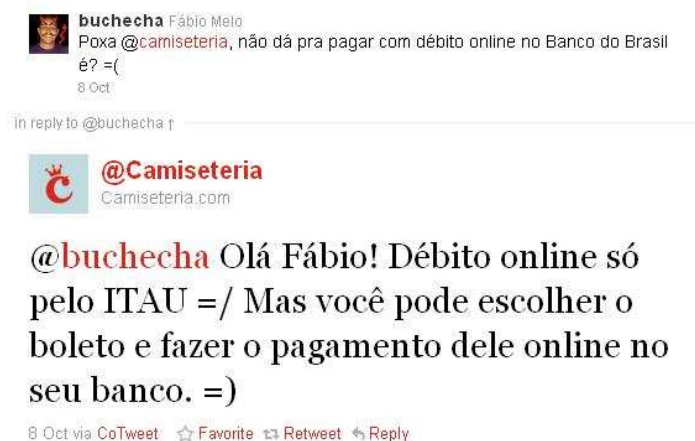 buchecha Fábio Melo
Poxa @camiseteria, não dá pra pagar com débito online no Banco do Brasil
é? =(
8 Oct
in reply to @buchecha ↑
@Camiseteria
Camiseteria.com
@buchecha Olá Fábio! Débito online só
pelo ITAU =/ Mas você pode escolher o
boleto e fazer o pagamento dele online no
seu banco. =)
8 Oct via CoTweet Favorite Retweet Reply